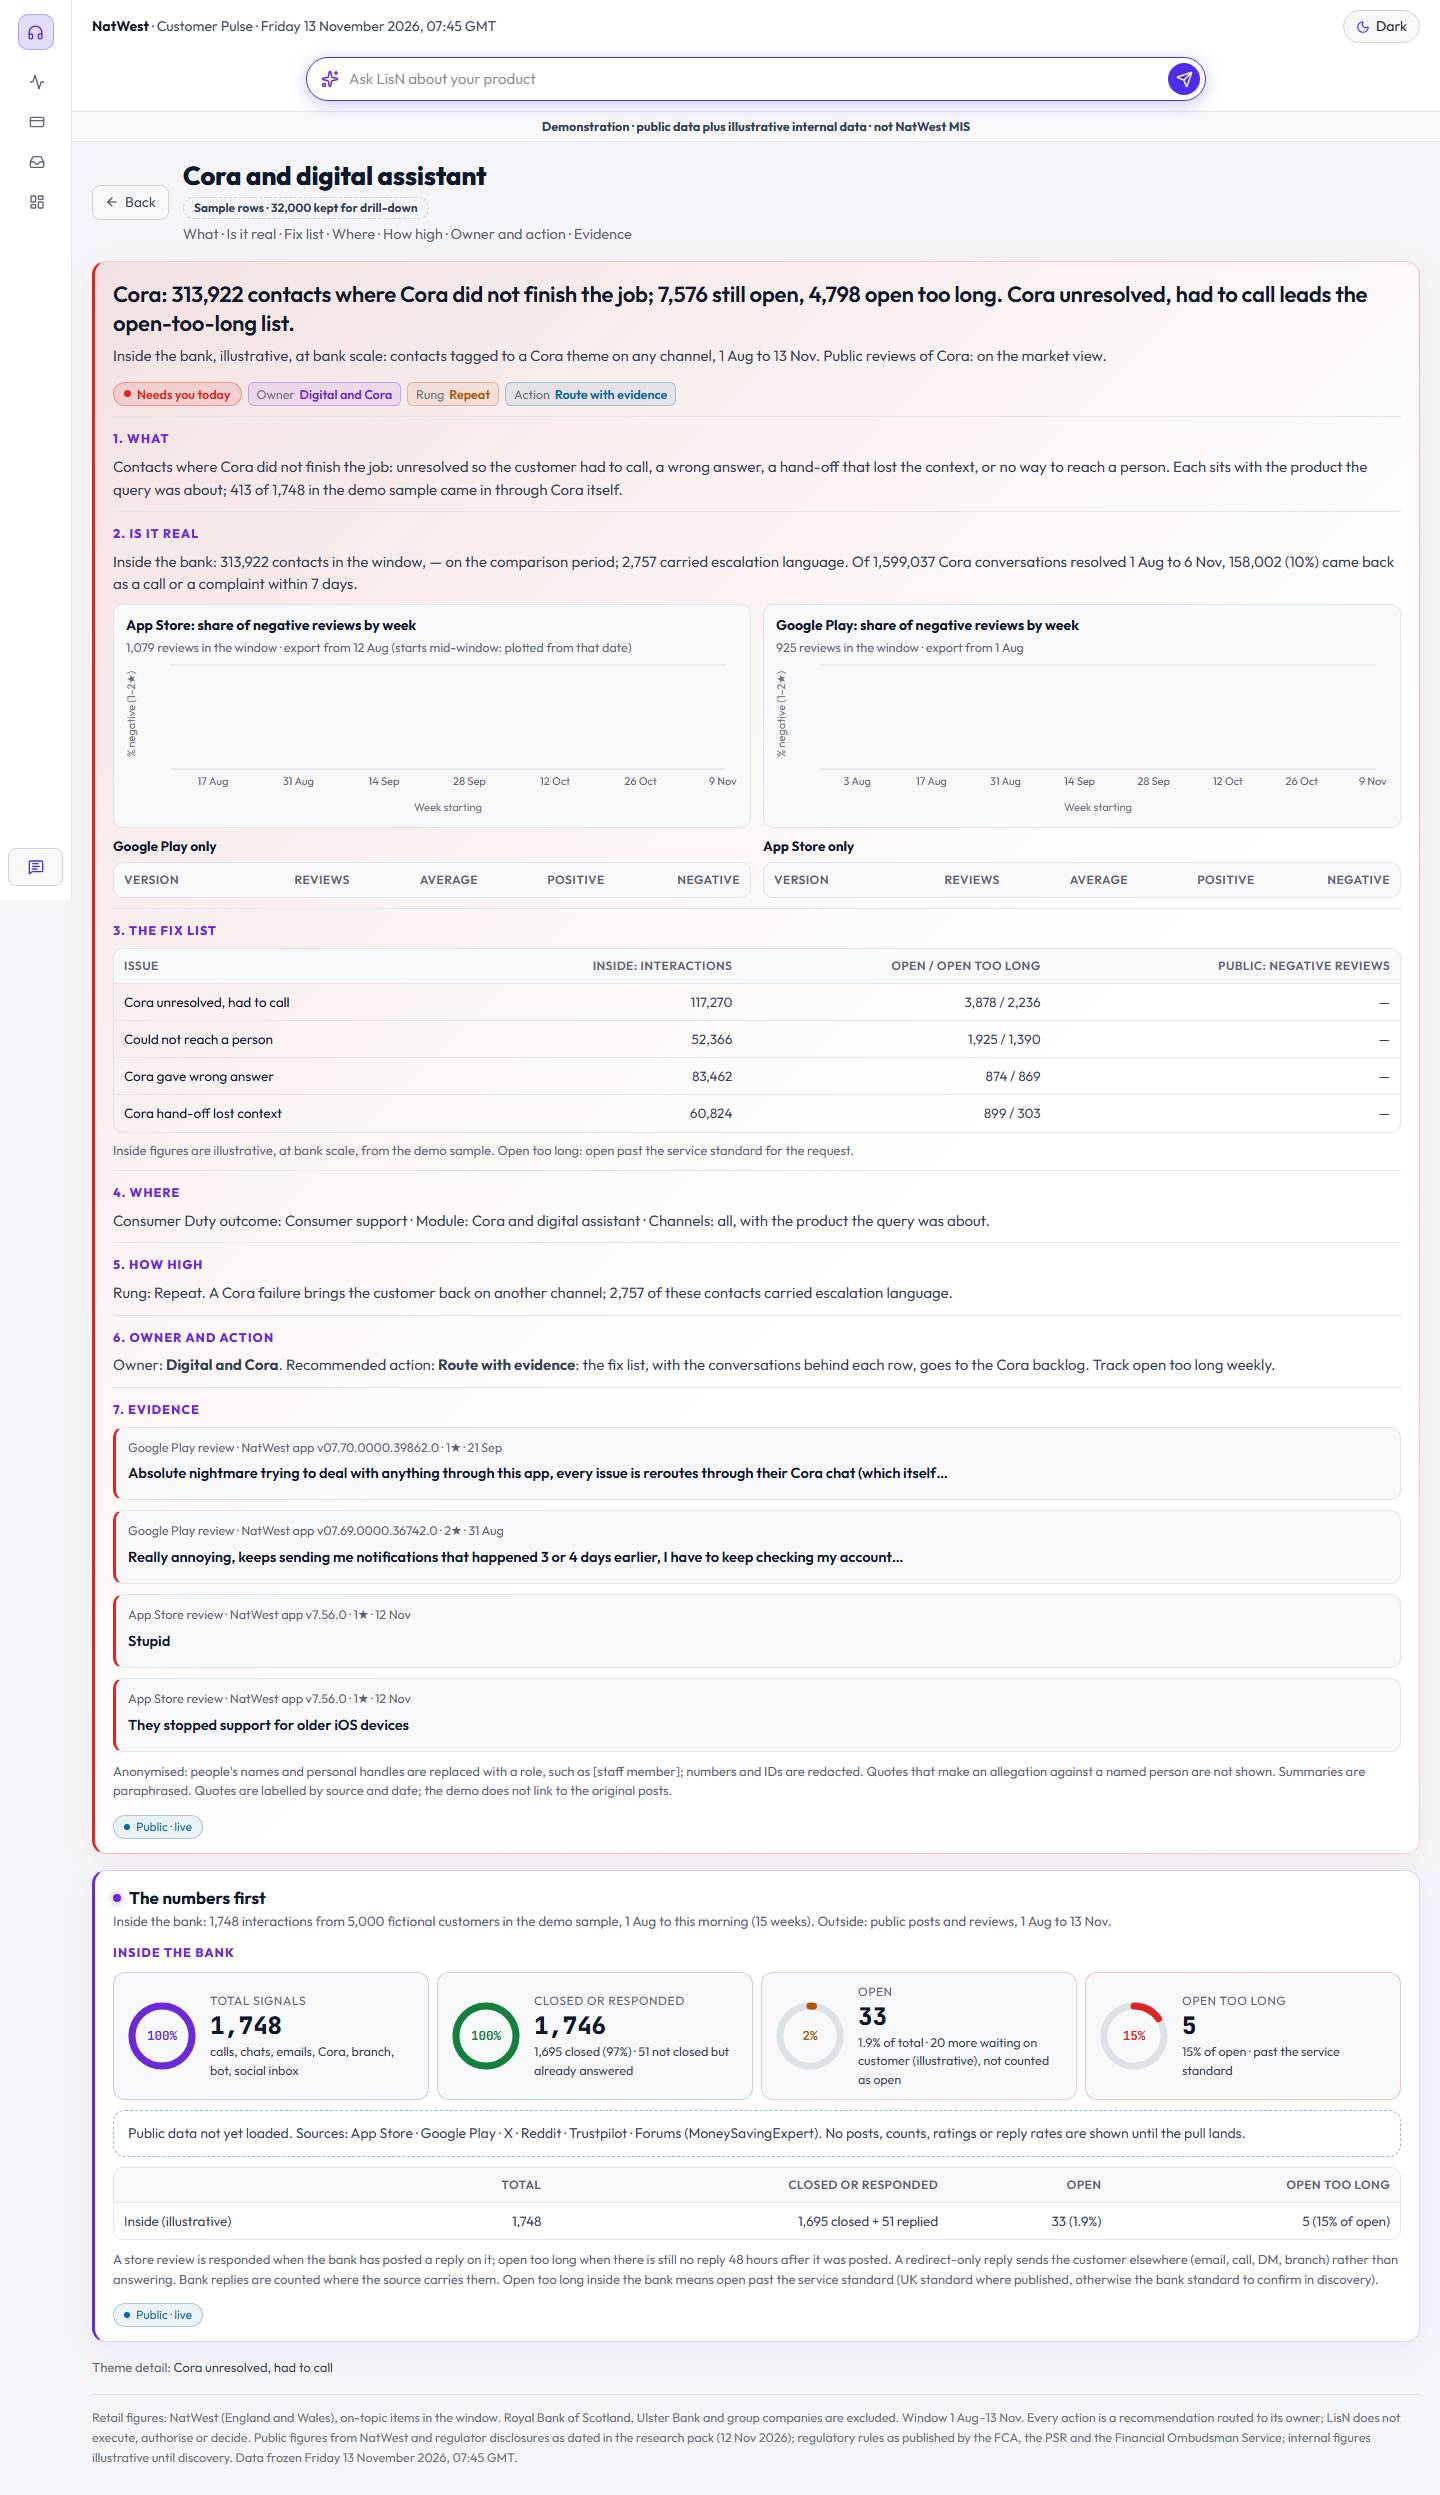 NatWest · Customer Pulse · Friday 13 November 2026, 07:45 GMT
Dark
Ask LisN about your product
Demonstration · public data plus illustrative internal data · not NatWest MIS
Back
Cora and digital assistant
Sample rows · 32,000 kept for drill-down
What · Is it real · Fix list · Where · How high · Owner and action · Evidence
Cora: 313,922 contacts where Cora did not finish the job; 7,576 still open, 4,798 open too long. Cora unresolved, had to call leads the
open-too-long list.
Inside the bank, illustrative, at bank scale: contacts tagged to a Cora theme on any channel, 1 Aug to 13 Nov. Public reviews of Cora: on the market view.
Needs you today
Owner Digital and Cora
Rung Repeat
Action Route with evidence
1. WHAT
Contacts where Cora did not finish the job: unresolved so the customer had to call, a wrong answer, a hand-off that lost the context, or no way to reach a person. Each sits with the product the
query was about; 413 of 1,748 in the demo sample came in through Cora itself.
2. IS IT REAL
Inside the bank: 313,922 contacts in the window, — on the comparison period; 2,757 carried escalation language. Of 1,599,037 Cora conversations resolved 1 Aug to 6 Nov, 158,002 (10%) came back
as a call or a complaint within 7 days.
App Store: share of negative reviews by week
1,079 reviews in the window · export from 12 Aug (starts mid-window: plotted from that date)
% negative (1–2★)
17 Aug 31 Aug 14 Sep 28 Sep 12 Oct 26 Oct 9 Nov
Week starting
Google Play: share of negative reviews by week
925 reviews in the window · export from 1 Aug
% negative (1–2★)
3 Aug 17 Aug 31 Aug 14 Sep 28 Sep 12 Oct 26 Oct 9 Nov
Week starting
Google Play only
VERSION REVIEWS AVERAGE POSITIVE NEGATIVE
App Store only
VERSION REVIEWS AVERAGE POSITIVE NEGATIVE
3. THE FIX LIST
ISSUE INSIDE: INTERACTIONS OPEN / OPEN TOO LONG PUBLIC: NEGATIVE REVIEWS
Cora unresolved, had to call 117,270 3,878 / 2,236 —
Could not reach a person 52,366 1,925 / 1,390 —
Cora gave wrong answer 83,462 874 / 869 —
Cora hand-off lost context 60,824 899 / 303 —
Inside figures are illustrative, at bank scale, from the demo sample. Open too long: open past the service standard for the request.
4. WHERE
Consumer Duty outcome: Consumer support · Module: Cora and digital assistant · Channels: all, with the product the query was about.
5. HOW HIGH
Rung: Repeat. A Cora failure brings the customer back on another channel; 2,757 of these contacts carried escalation language.
6. OWNER AND ACTION
Owner: Digital and Cora. Recommended action: Route with evidence: the fix list, with the conversations behind each row, goes to the Cora backlog. Track open too long weekly.
7. EVIDENCE
Google Play review · NatWest app v07.70.0000.39862.0 · 1★ · 21 Sep
Absolute nightmare trying to deal with anything through this app, every issue is reroutes through their Cora chat (which itself…
Google Play review · NatWest app v07.69.0000.36742.0 · 2★ · 31 Aug
Really annoying, keeps sending me notifications that happened 3 or 4 days earlier, I have to keep checking my account…
App Store review · NatWest app v7.56.0 · 1★ · 12 Nov
Stupid
App Store review · NatWest app v7.56.0 · 1★ · 12 Nov
They stopped support for older iOS devices
Anonymised: people's names and personal handles are replaced with a role, such as [staff member]; numbers and IDs are redacted. Quotes that make an allegation against a named person are not shown. Summaries are
paraphrased. Quotes are labelled by source and date; the demo does not link to the original posts.
Public · live
The numbers first
Inside the bank: 1,748 interactions from 5,000 fictional customers in the demo sample, 1 Aug to this morning (15 weeks). Outside: public posts and reviews, 1 Aug to 13 Nov.
INSIDE THE BANK
100%
TOTAL SIGNALS
1,748
calls, chats, emails, Cora, branch,
bot, social inbox
100%
CLOSED OR RESPONDED
1,746
1,695 closed (97%) · 51 not closed but
already answered
2%
OPEN
33
1.9% of total · 20 more waiting on
customer (illustrative), not counted
as open
15%
OPEN TOO LONG
5
15% of open · past the service
standard
Public data not yet loaded. Sources: App Store · Google Play · X · Reddit · Trustpilot · Forums (MoneySavingExpert). No posts, counts, ratings or reply rates are shown until the pull lands.
TOTAL CLOSED OR RESPONDED OPEN OPEN TOO LONG
Inside (illustrative) 1,748 1,695 closed + 51 replied 33 (1.9%) 5 (15% of open)
A store review is responded when the bank has posted a reply on it; open too long when there is still no reply 48 hours after it was posted. A redirect-only reply sends the customer elsewhere (email, call, DM, branch) rather than
answering. Bank replies are counted where the source carries them. Open too long inside the bank means open past the service standard (UK standard where published, otherwise the bank standard to confirm in discovery).
Public · live
Theme detail: Cora unresolved, had to call
Retail figures: NatWest (England and Wales), on-topic items in the window. Royal Bank of Scotland, Ulster Bank and group companies are excluded. Window 1 Aug–13 Nov. Every action is a recommendation routed to its owner; LisN does not
execute, authorise or decide. Public figures from NatWest and regulator disclosures as dated in the research pack (12 Nov 2026); regulatory rules as published by the FCA, the PSR and the Financial Ombudsman Service; internal figures
illustrative until discovery. Data frozen Friday 13 November 2026, 07:45 GMT.